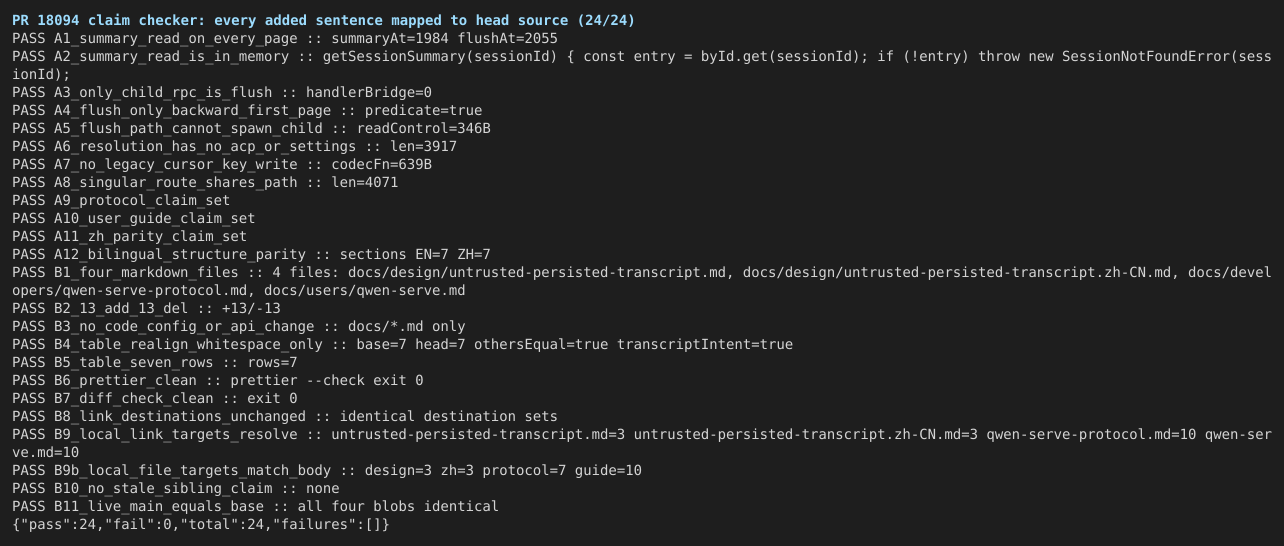 PR 18094 claim checker: every added sentence mapped to head source (24/24)
PASS A1_summary_read_on_every_page :: summaryAt=1984 flushAt=2055
PASS A2_summary_read_is_in_memory :: getSessionSummary(sessionId) { const entry = byId.get(sessionId); if (!entry) throw new SessionNotFoundError(sess
ionId);
PASS A3_only_child_rpc_is_flush :: handlerBridge=0
PASS A4_flush_only_backward_first_page :: predicate=true
PASS A5_flush_path_cannot_spawn_child :: readControl=346B
PASS A6_resolution_has_no_acp_or_settings :: len=3917
PASS A7_no_legacy_cursor_key_write :: codecFn=639B
PASS A8_singular_route_shares_path :: len=4071
PASS A9_protocol_claim_set
PASS A10_user_guide_claim_set
PASS A11_zh_parity_claim_set
PASS A12_bilingual_structure_parity :: sections EN=7 ZH=7
PASS B1_four_markdown_files :: 4 files: docs/design/untrusted-persisted-transcript.md, docs/design/untrusted-persisted-transcript.zh-CN.md, docs/devel
opers/qwen-serve-protocol.md, docs/users/qwen-serve.md
PASS B2_13_add_13_del :: +13/-13
PASS B3_no_code_config_or_api_change :: docs/*.md only
PASS B4_table_realign_whitespace_only :: base=7 head=7 othersEqual=true transcriptIntent=true
PASS B5_table_seven_rows :: rows=7
PASS B6_prettier_clean :: prettier --check exit 0
PASS B7_diff_check_clean :: exit 0
PASS B8_link_destinations_unchanged :: identical destination sets
PASS B9_local_link_targets_resolve :: untrusted-persisted-transcript.md=3 untrusted-persisted-transcript.zh-CN.md=3 qwen-serve-protocol.md=10 qwen-ser
ve.md=10
PASS B9b_local_file_targets_match_body :: design=3 zh=3 protocol=7 guide=10
PASS B10_no_stale_sibling_claim :: none
PASS B11_live_main_equals_base :: all four blobs identical
{"pass":24,"fail":0,"total":24,"failures":[]}